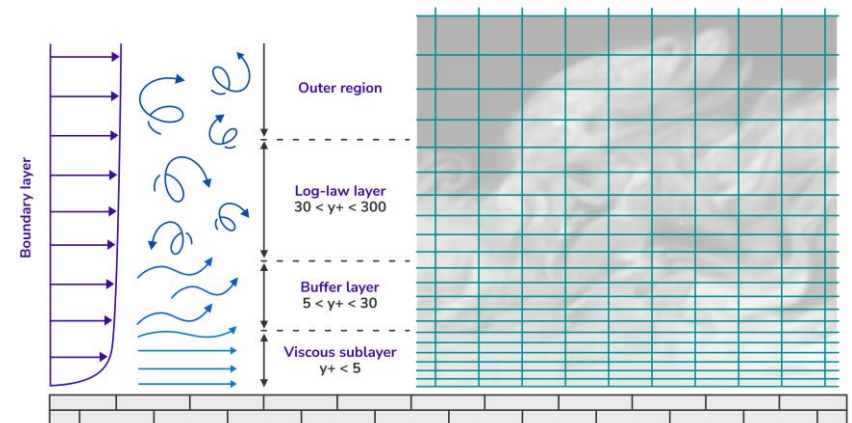 Boundary layer
Outer region
Log-law layer
30 < y+ < 300
Buffer layer
5 < y+ < 30
Viscous sublayer
y+ < 5